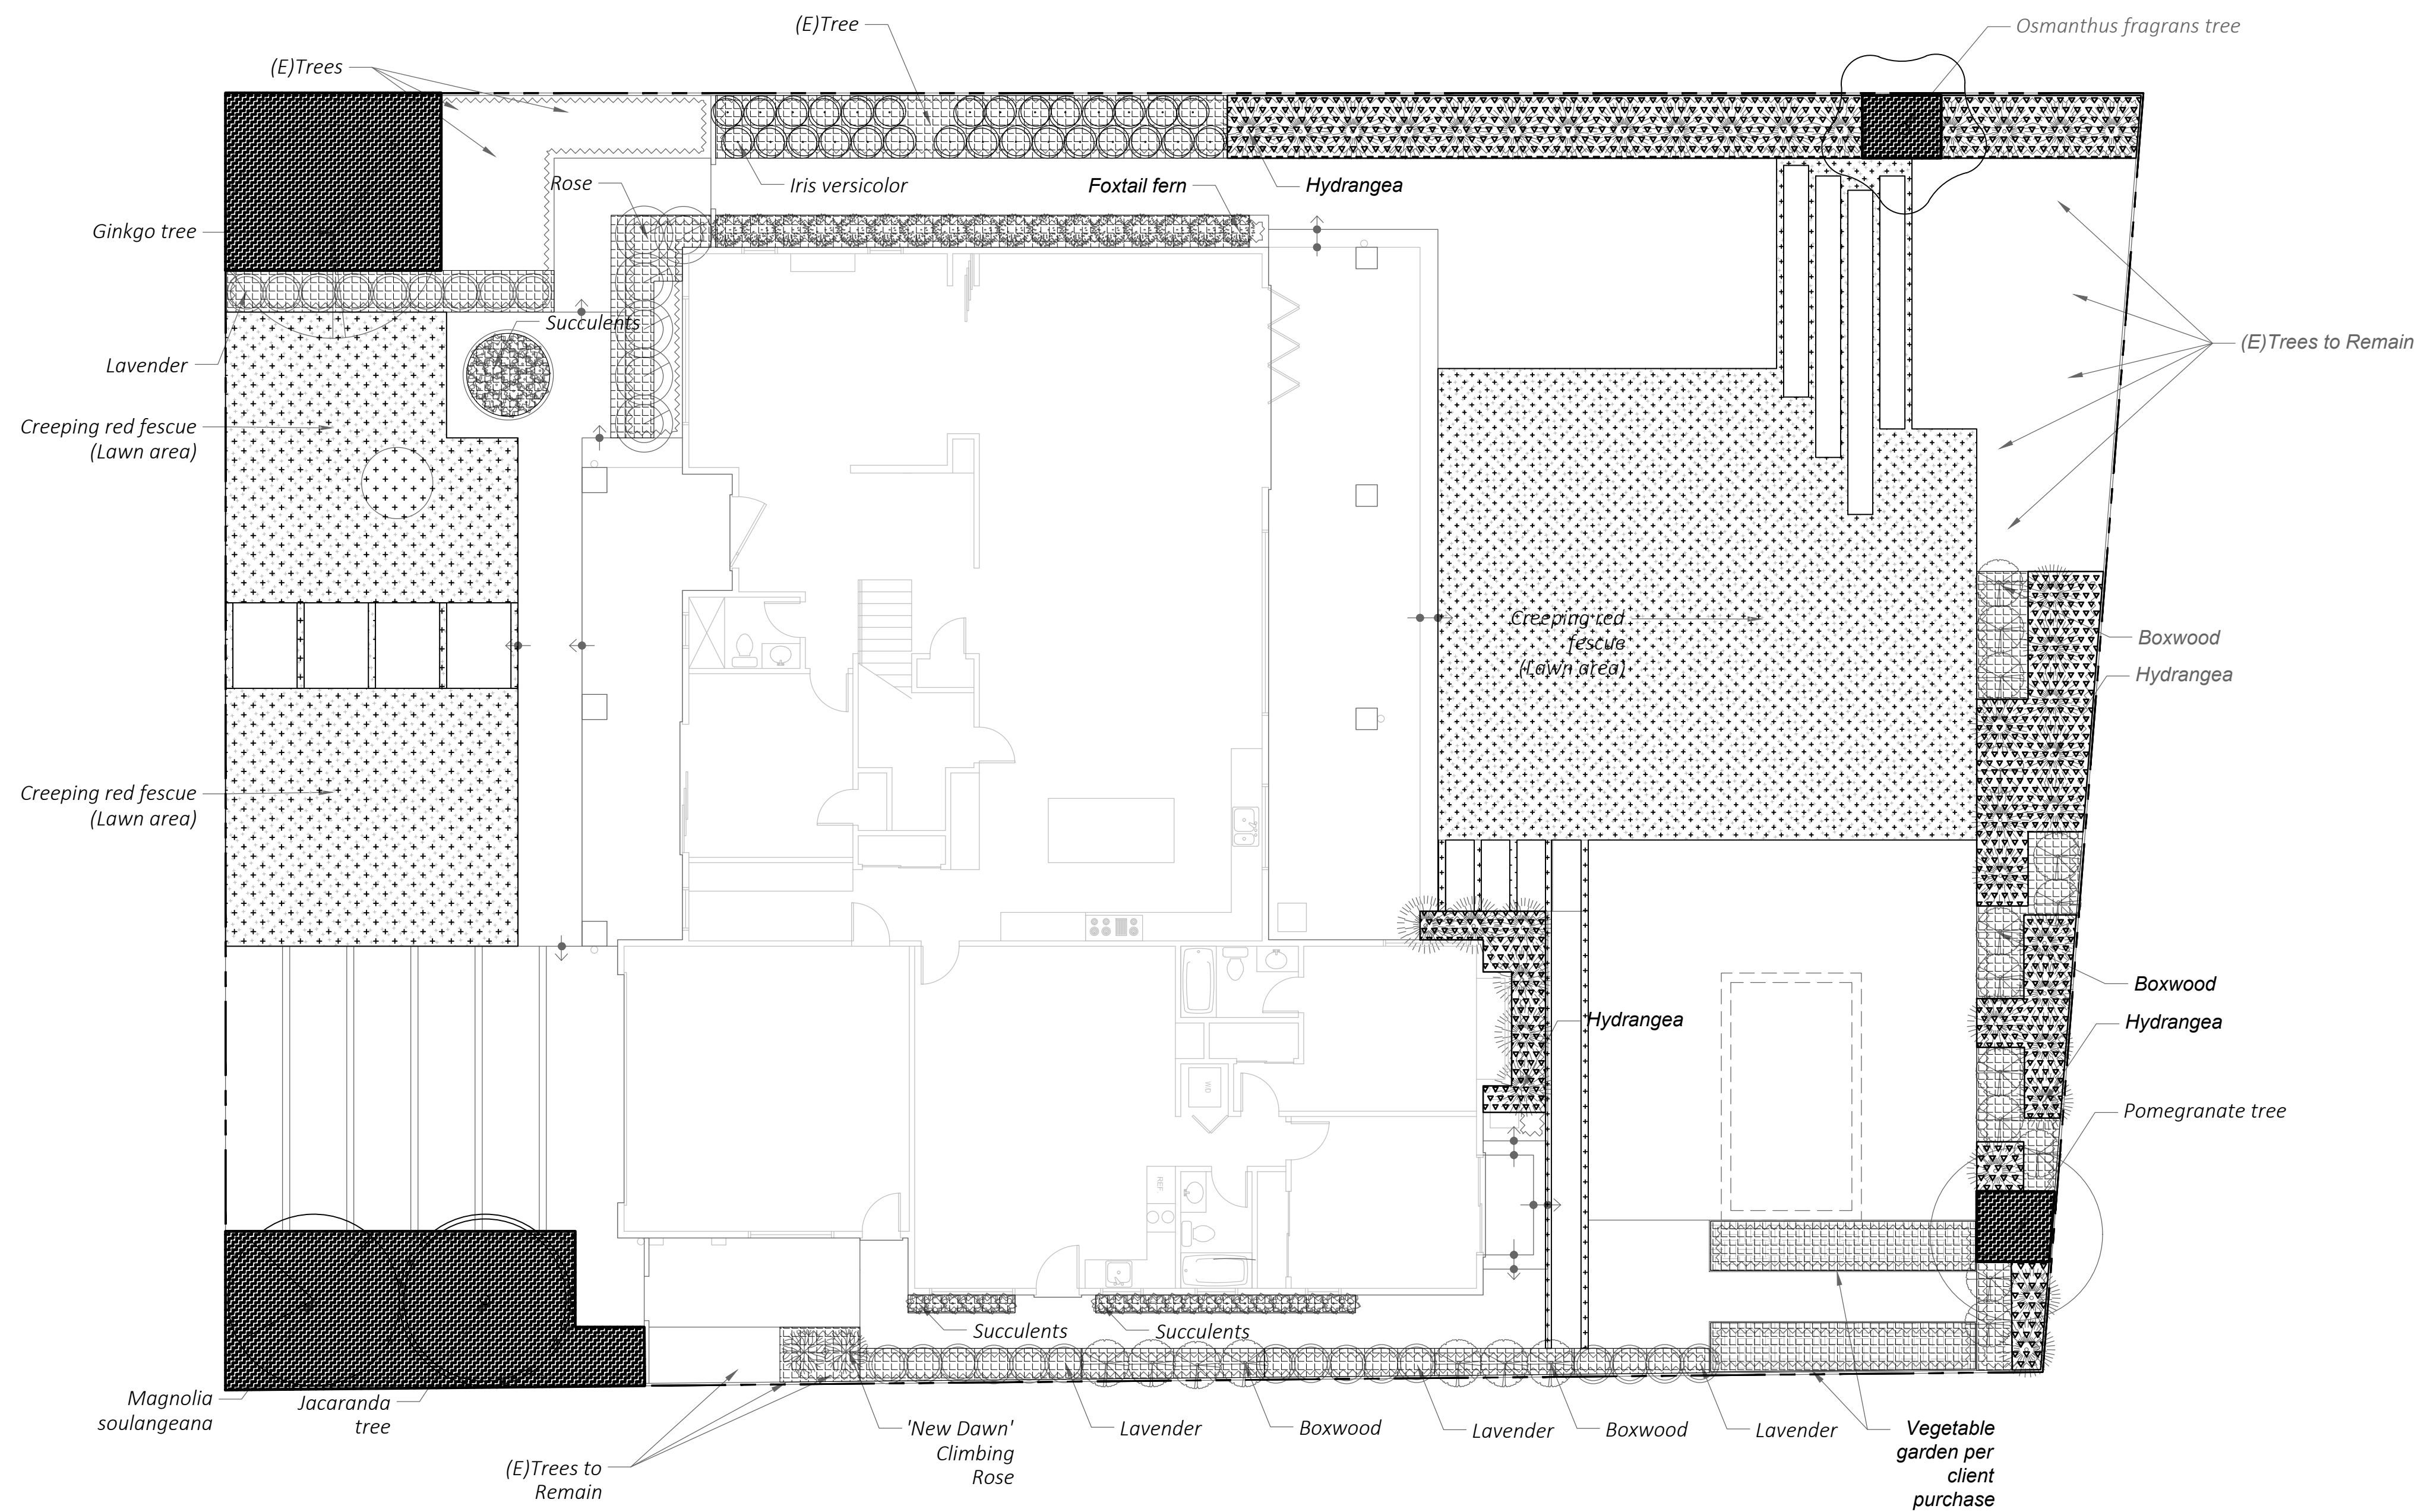 (E)Tree
Osmanthus fragrans tree
(E)Trees
Rose
Iris versicolor
Foxtail fern
Hydrangea
Ginkgo tree
Succulents
(E)Trees to Remain
Lavender
Creeping red fescue
(Lawn area)
Creeping red
fescue
(Lawn area)
Boxwood
Hydrangea
Creeping red fescue
(Lawn area)
Boxwood
Hydrangea
Hydrangea
W/D
Pomegranate tree
REF.
Succulents
Succulents
Magnolia
soulangeana
Jacaranda
tree
(E)Trees to
Remain
'New Dawn'
Climbing
Rose
Lavender
Boxwood
Lavender
Boxwood
Lavender
Vegetable
garden per
client
purchase